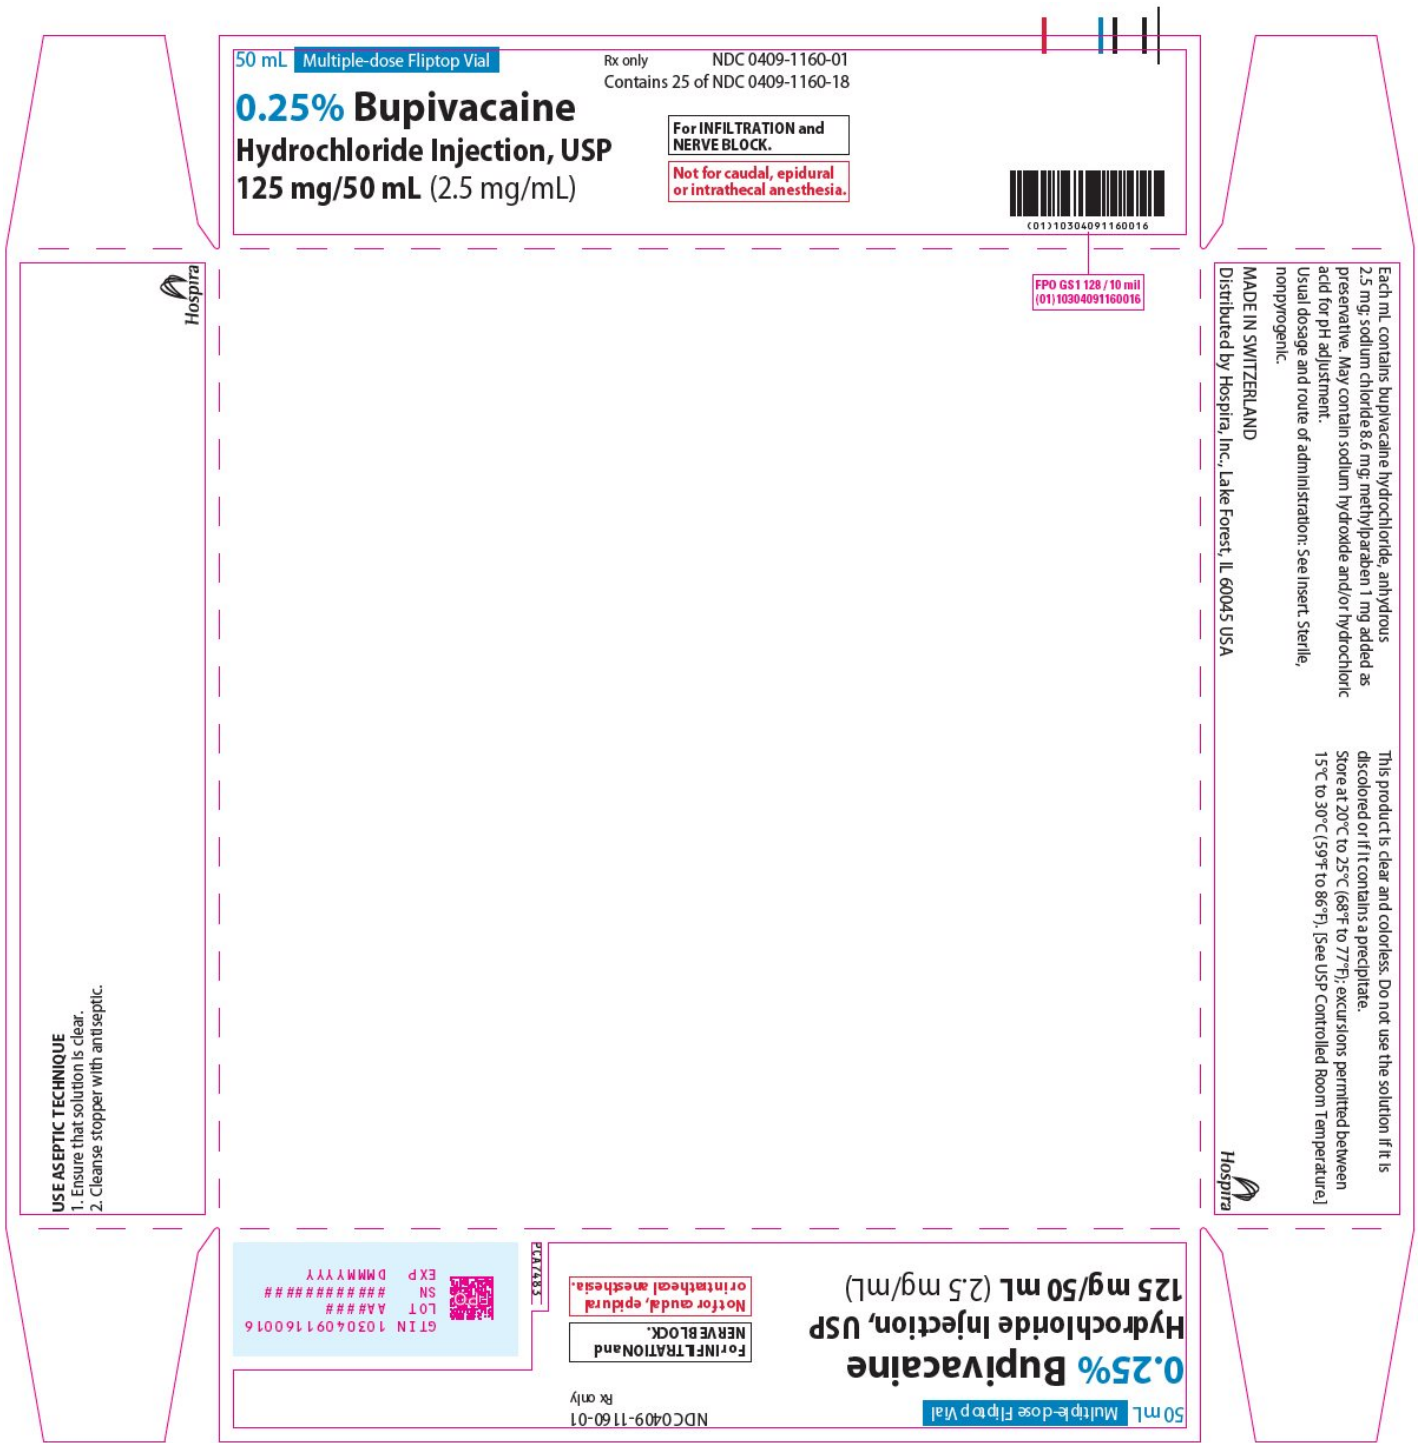 50 mL Multiple-dose Fliptop Vial
0.25% Bupivacaine
Hydrochloride Injection, USP
125 mg/50 mL (2.5 mg/mL)
Rx only NDC 0409-1160-01
Contains 25 of NDC 0409-1160-18
For INFILTRATION and
NERVE BLOCK.
Not for caudal, epidural
or intrathecal anesthesia.
(01)10304091160016
FPO GS1 128 / 10 mil
(01)10304091160016
Hospira
USE ASEPTIC TECHNIQUE
1. Ensure that solution is clear.
2. Cleanse stopper with antiseptic.
Each mL contains bupivacaine hydrochloride, anhydrous
2.5 mg; sodium chloride 8.6 mg; methylparaben 1 mg added as
preservative. May contain sodium hydroxide and/or hydrochloric
acid for pH adjustment.
Usual dosage and route of administration: See insert. Sterile,
nonpyrogenic.
MADE IN SWITZERLAND
Distributed by Hospira, Inc., Lake Forest, IL 60045 USA
This product is clear and colorless. Do not use the solution if it is
discolored or if it contains a precipitate.
Store at 20°C to 25°C (68°F to 77°F); excursions permitted between
15°C to 30°C (59°F to 86°F). [See USP Controlled Room Temperature.]
Hospira
50 mL Multiple-dose Fliptop Vial
0.25% Bupivacaine
Hydrochloride Injection, USP
125 mg/50 mL (2.5 mg/mL)
NDC 0409-1160-01
Rx only
For INFILTRATION and
NERVE BLOCK.
Not for caudal, epidural
or intrathecal anesthesia.
PCA7483
FPO
GTIN 10304091160016
LOT AA####
SN ############
EXP DMMMYYYY